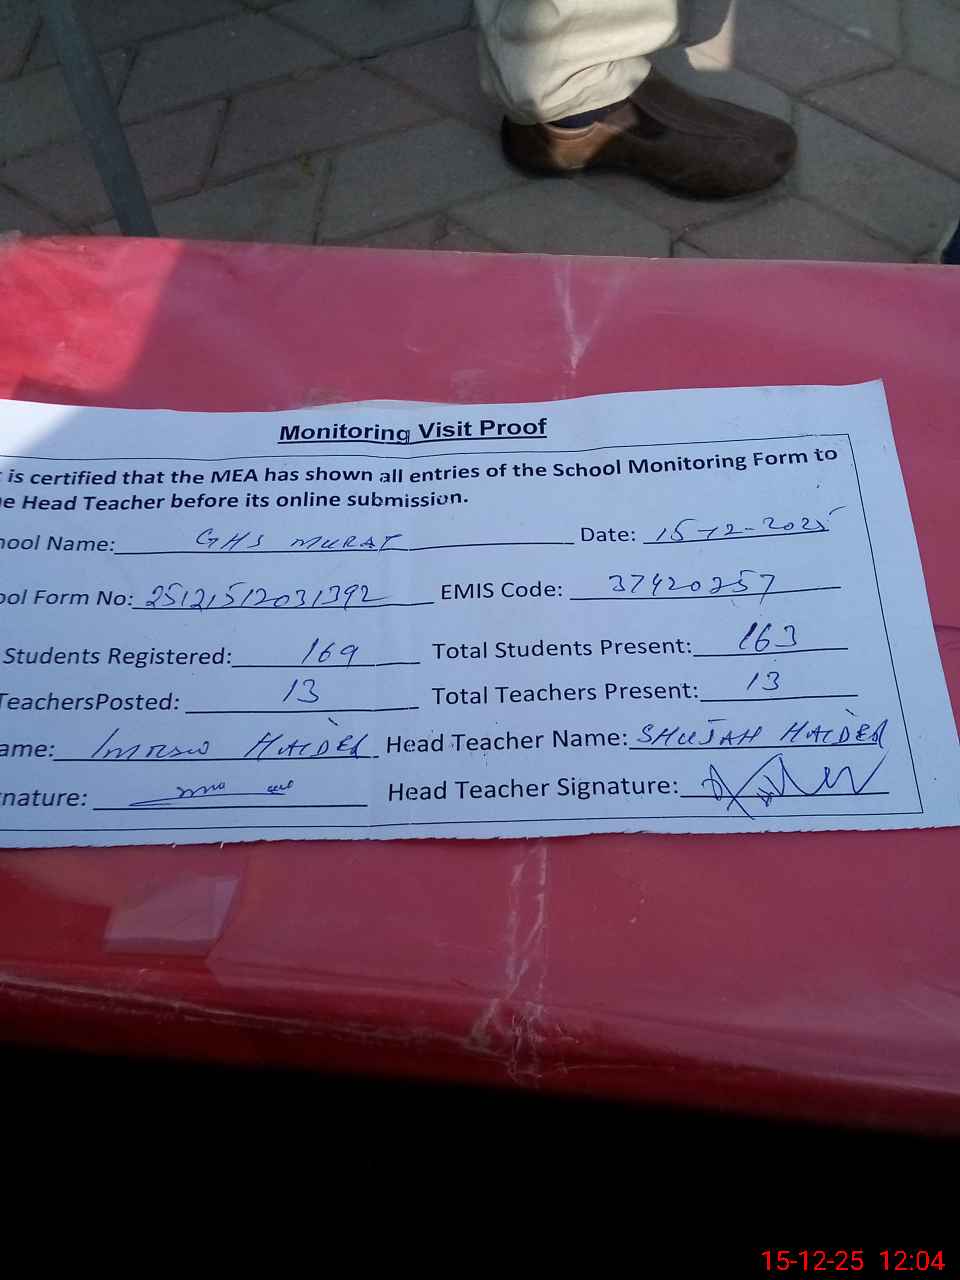 Monitoring Visit Proof
is certified that the MEA has shown all entries of the School Monitoring Form to
e Head Teacher before its online submission.
hool Name: GHS MURAT Date: 15-12-2025
ool Form No: 25121512031392 EMIS Code: 37420257
Students Registered: 169 Total Students Present: 163
TeachersPosted: 13 Total Teachers Present: 13
ame: HAIDER Head Teacher Name: SHUJAH HAIDER
nature: Head Teacher Signature:
15-12-25 12:04